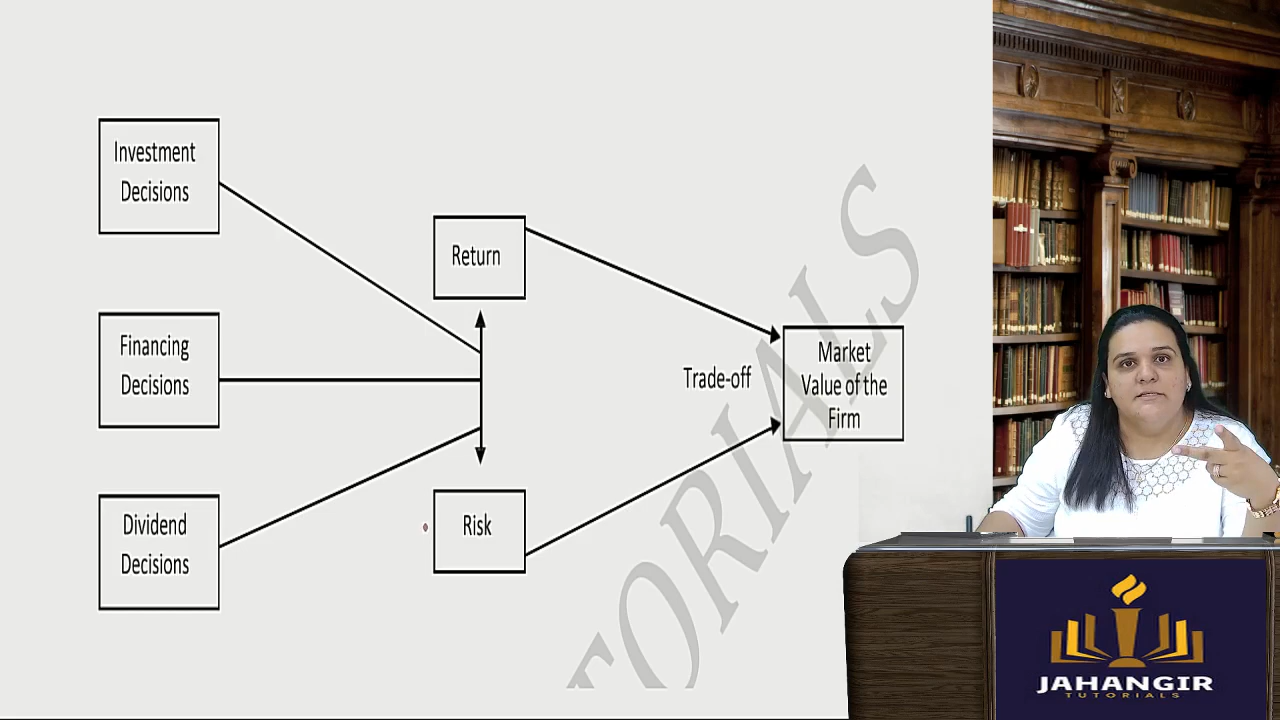 Investment
Decisions
Return
Financing
Decisions
Trade-off
Market
Value of the
Firm
Dividend
Decisions
Risk
TORIALS
JAHANGIR
TUTORIALS